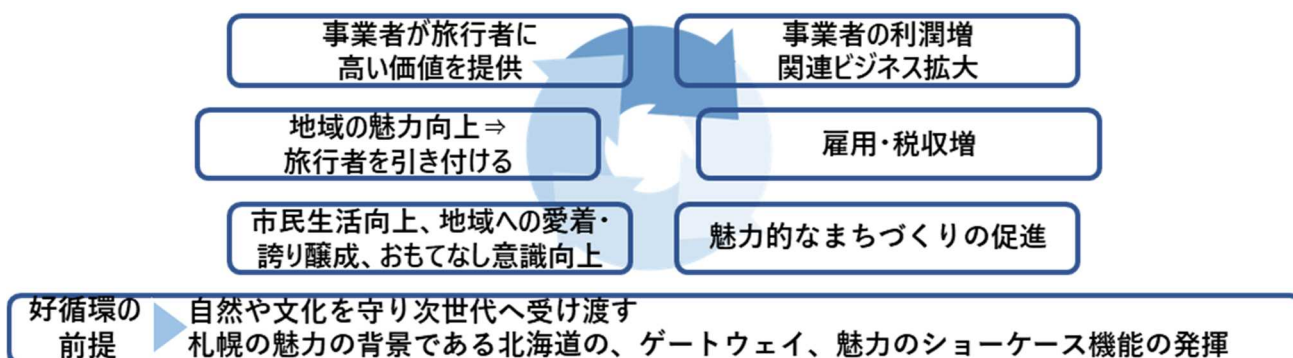 事業者が旅行者に
高い価値を提供
事業者の利潤増
関連ビジネス拡大
地域の魅力向上⇒
旅行者を引き付ける
雇用・税収増
市民生活向上、地域への愛着・
誇り醸成、おもてなし意識向上
魅力的なまちづくりの促進
好循環の
前提
自然や文化を守り次世代へ受け渡す
札幌の魅力の背景である北海道の、ゲートウェイ、魅力のショーケース機能の発揮